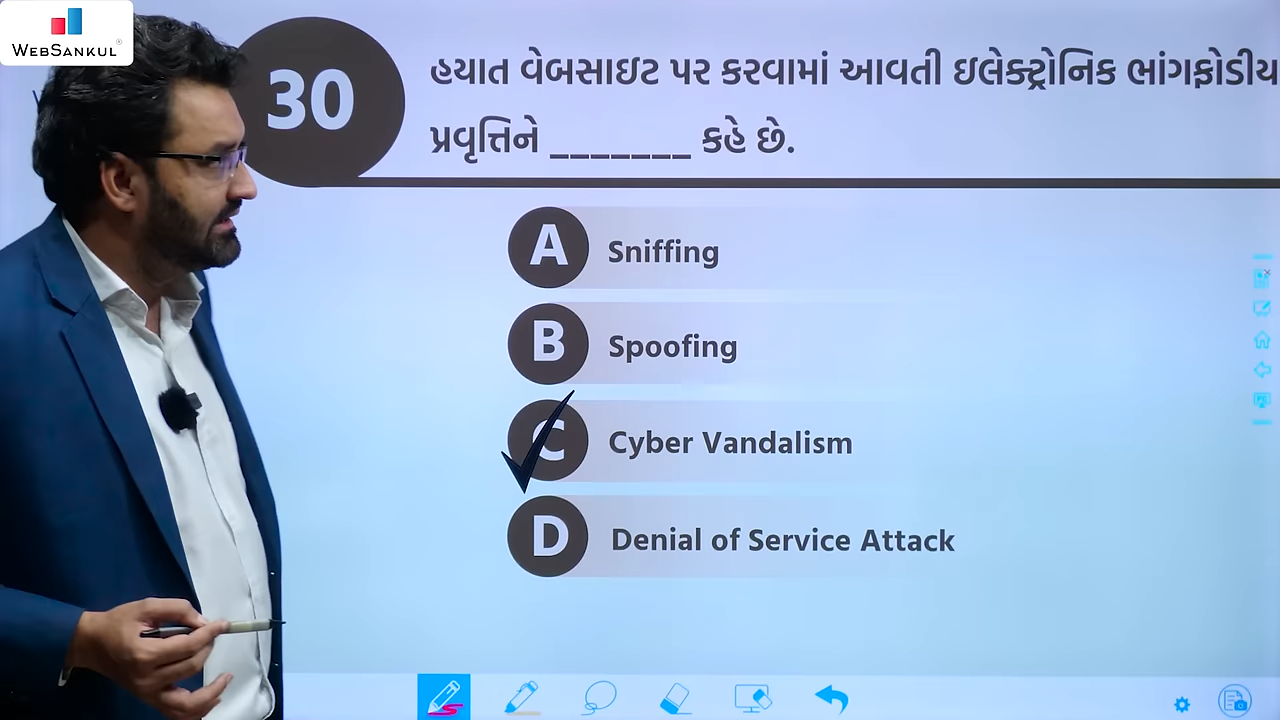 WEBSANKUL
30
હયાત વેબસાઇટ પર કરવામાં આવતી ઇલેક્ટ્રોનિક ભાંગફોડીય
પ્રવૃત્તિને _______ કહે છે.
A Sniffing
B Spoofing
C Cyber Vandalism
D Denial of Service Attack